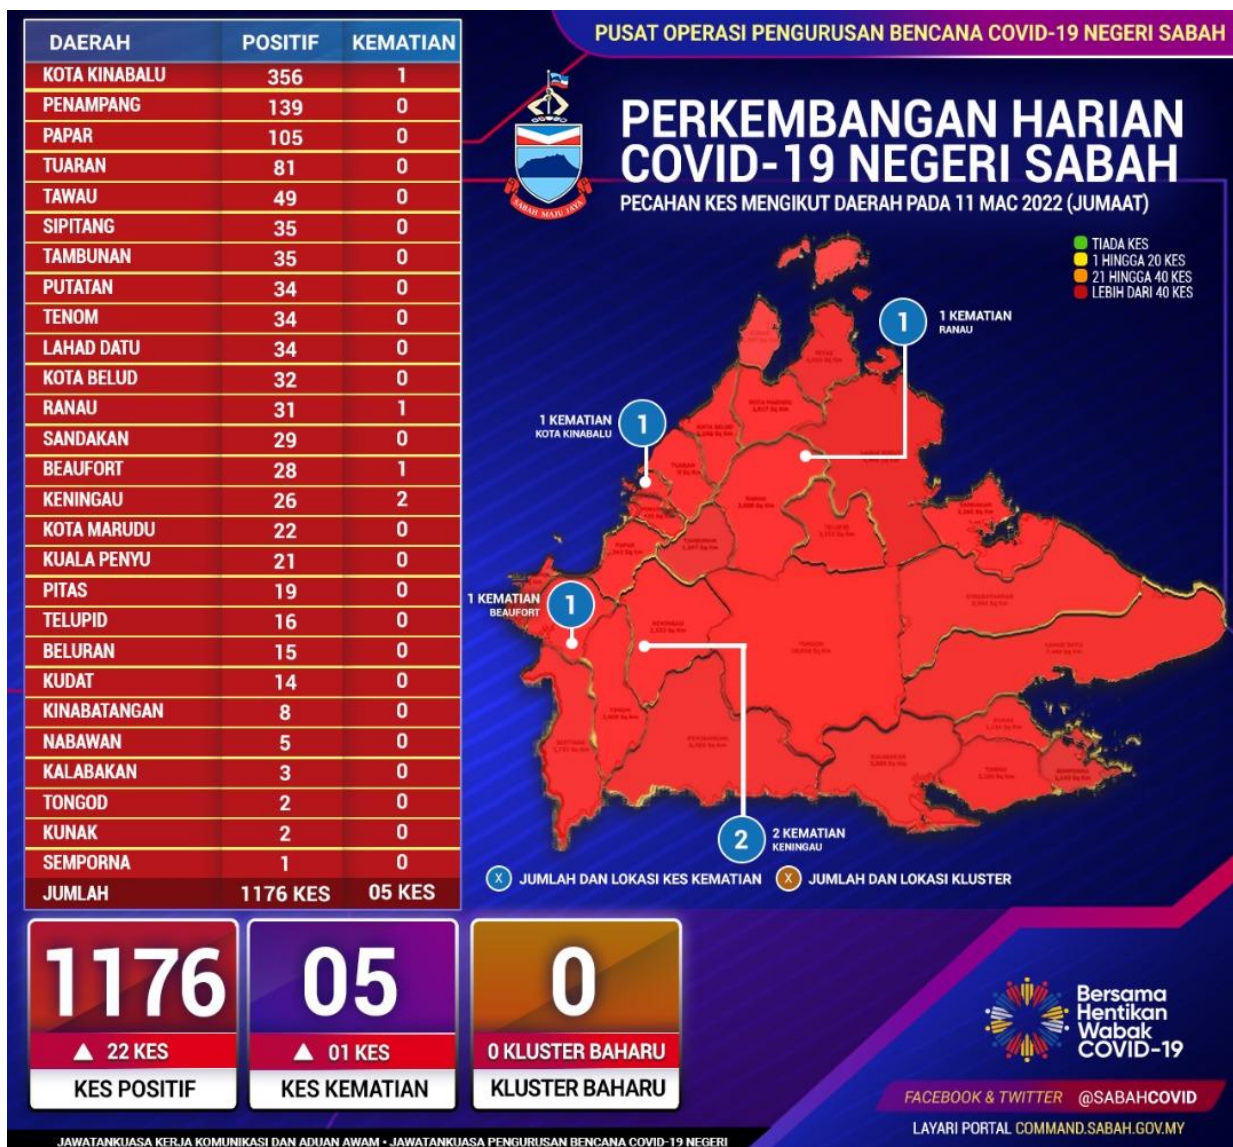 DAERAH POSITIF KEMATIAN
KOTA KINABALU 356 1
PENAMPANG 139 0
PAPAR 105 0
TUARAN 81 0
TAWAU 49 0
SIPITANG 35 0
TAMBUNAN 35 0
PUTATAN 34 0
TENOM 34 0
LAHAD DATU 34 0
KOTA BELUD 32 0
RANAU 31 1
SANDAKAN 29 0
BEAUFORT 28 1
KENINGAU 26 2
KOTA MARUDU 22 0
KUALA PENYU 21 0
PITAS 19 0
TELUPID 16 0
BELURAN 15 0
KUDAT 14 0
KINABATANGAN 8 0
NABAWAN 5 0
KALABAKAN 3 0
TONGOD 2 0
KUNAK 2 0
SEMPORNA 1 0
JUMLAH 1176 KES 05 KES
PUSAT OPERASI PENGURUSAN BENCANA COVID-19 NEGERI SABAH
SABAH MAJU JAYA
PERKEMBANGAN HARIAN
COVID-19 NEGERI SABAH
PECAHAN KES MENGIKUT DAERAH PADA 11 MAC 2022 (JUMAAT)
TIADA KES
1 HINGGA 20 KES
21 HINGGA 40 KES
LEBIH DARI 40 KES
1
1 KEMATIAN
RANAU
1 KEMATIAN
KOTA KINABALU
1
1 KEMATIAN
BEAUFORT
1
2
2 KEMATIAN
KENINGAU
X JUMLAH DAN LOKASI KES KEMATIAN
X JUMLAH DAN LOKASI KLUSTER
1176
▲ 22 KES
KES POSITIF
05
▲ 01 KES
KES KEMATIAN
0
0 KLUSTER BAHARU
KLUSTER BAHARU
Bersama
Hentikan
Wabak
COVID-19
FACEBOOK & TWITTER @SABAHCOVID
LAYARI PORTAL COMMAND.SABAH.GOV.MY
JAWATANKUASA KERJA KOMUNIKASI DAN ADUAN AWAM • JAWATANKUASA PENGURUSAN BENCANA COVID-19 NEGERI